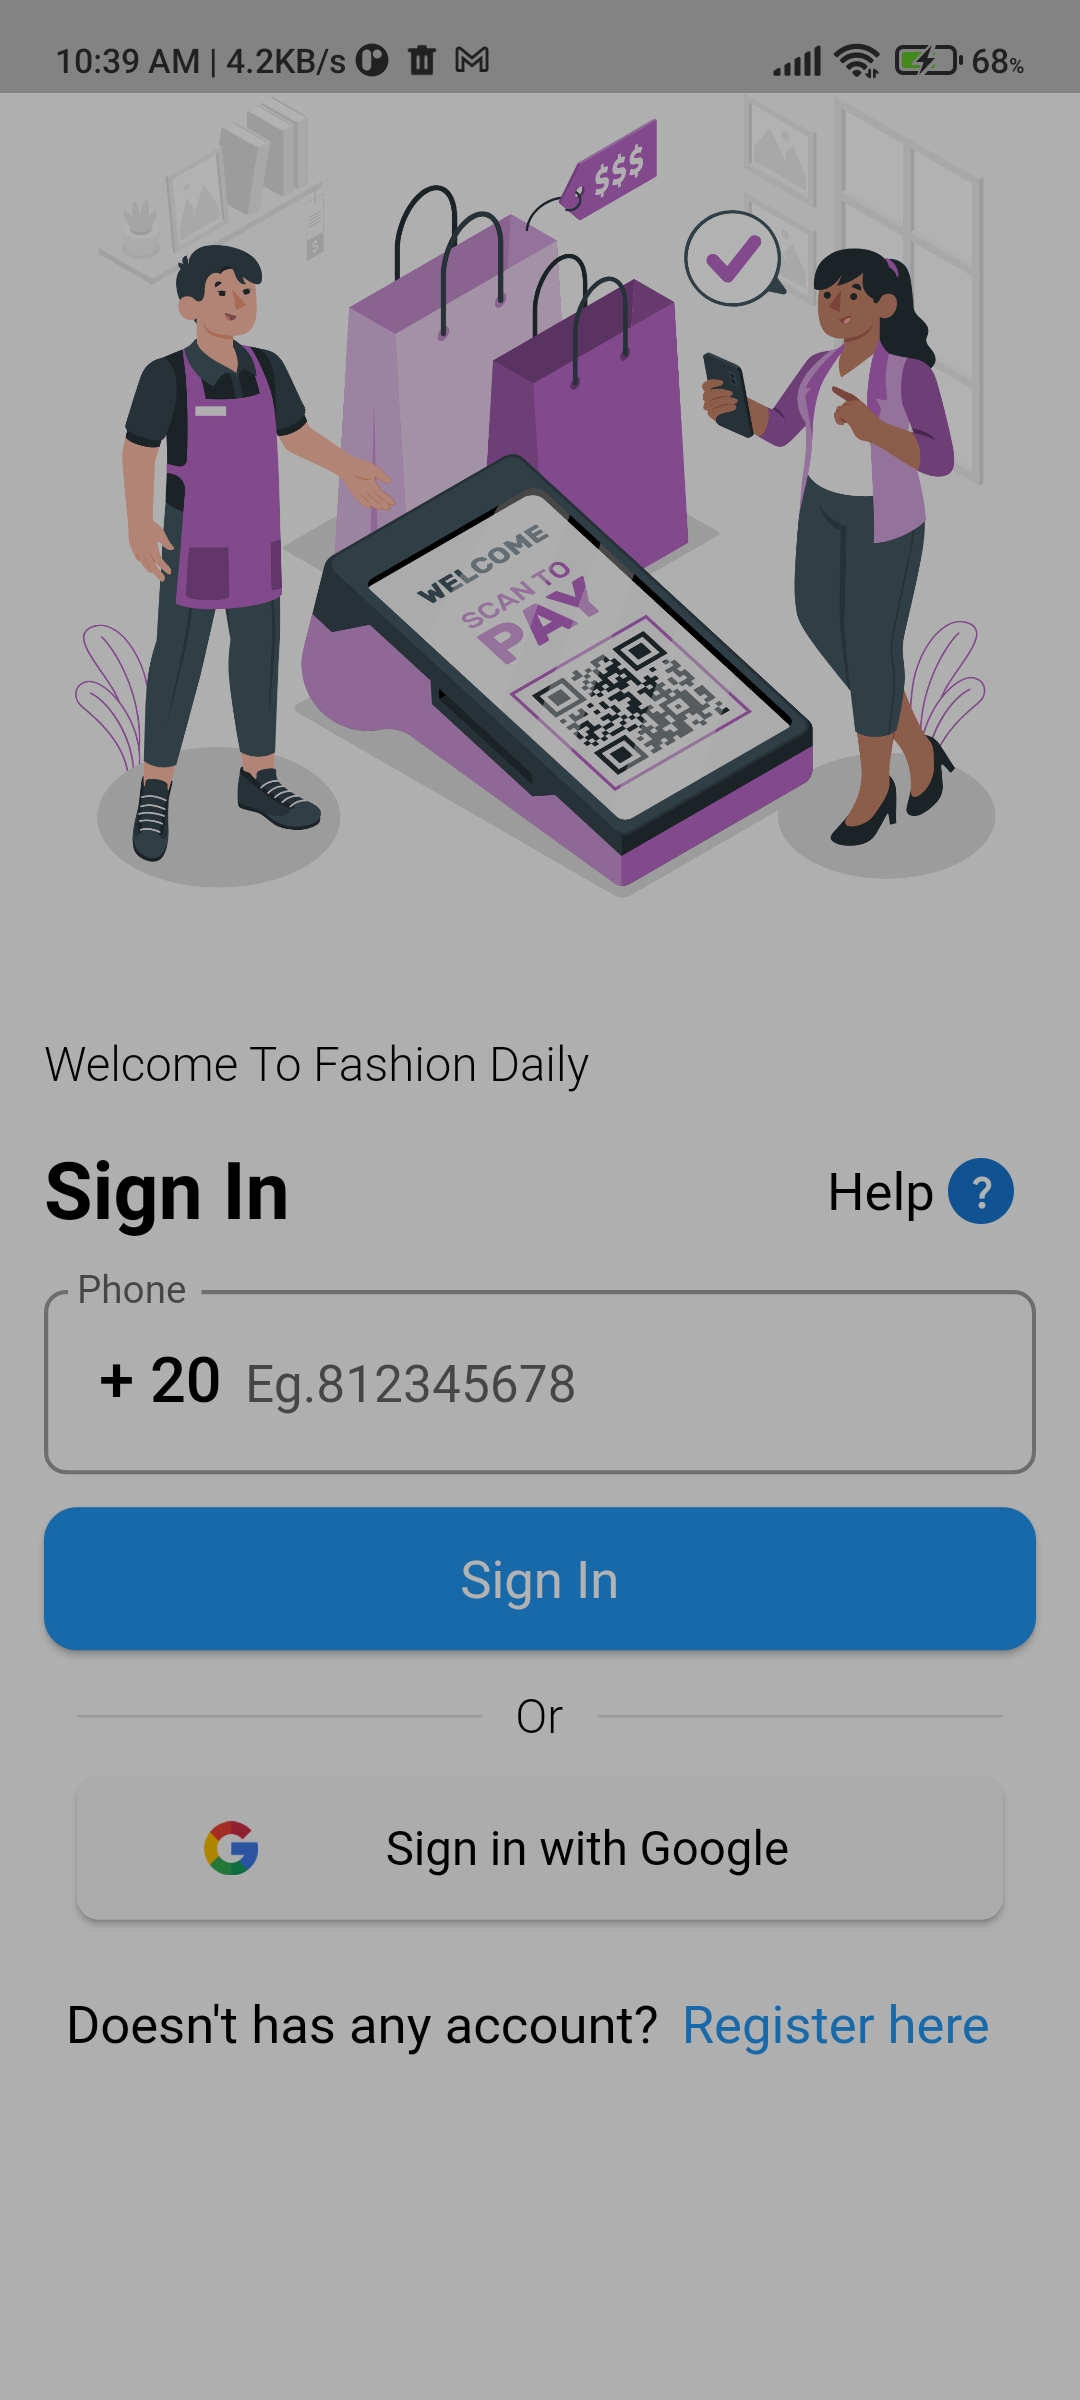 10:39 AM | 4.2KB/s
68%
$$$
$
WELCOME
SCAN TO
PAY
Welcome To Fashion Daily
Sign In
Help ?
Phone
+ 20 Eg.812345678
Sign In
Or
Sign in with Google
Doesn't has any account? Register here